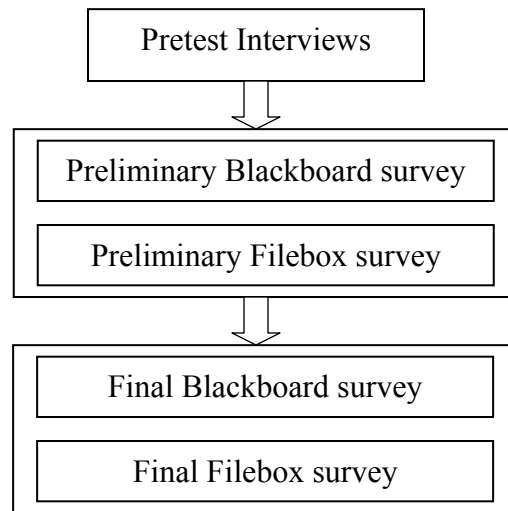 Pretest Interviews
Preliminary Blackboard survey
Preliminary Filebox survey
Final Blackboard survey
Final Filebox survey